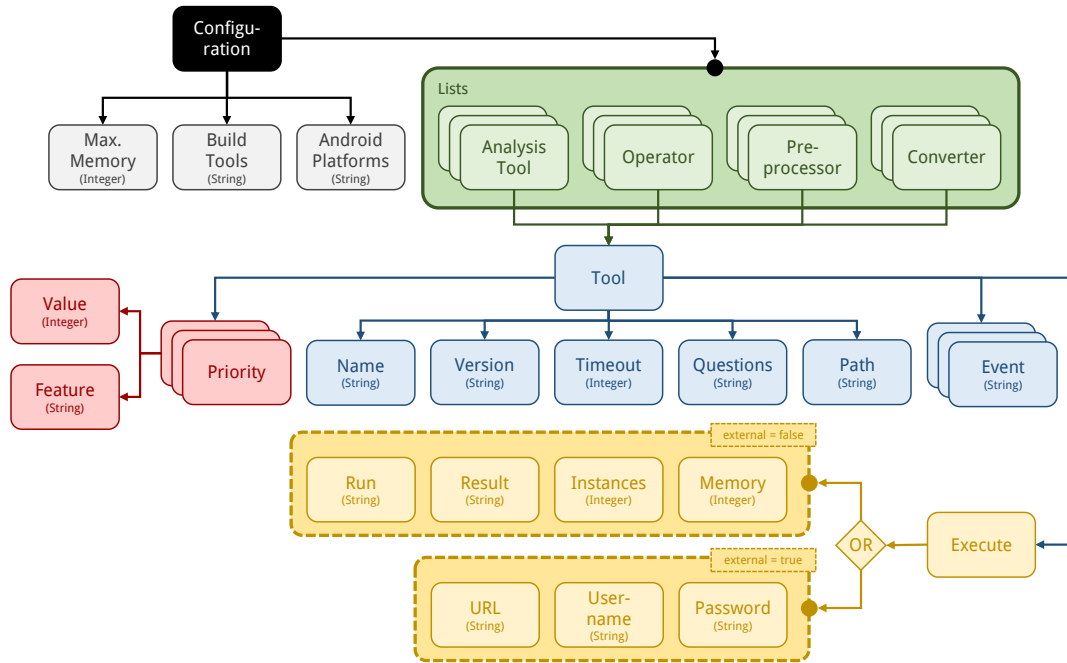 Configu-
ration
Lists
Max.
Memory
(Integer)
Build
Tools
(String)
Android
Platforms
(String)
Analysis
Tool
Operator
Pre-
processor
Converter
Tool
Value
(Integer)
Feature
(String)
Priority
Name
(String)
Version
(String)
Timeout
(Integer)
Questions
(String)
Path
(String)
Event
(String)
external = false
Run
(String)
Result
(String)
Instances
(Integer)
Memory
(Integer)
OR
Execute
external = true
URL
(String)
User-
name
(String)
Password
(String)